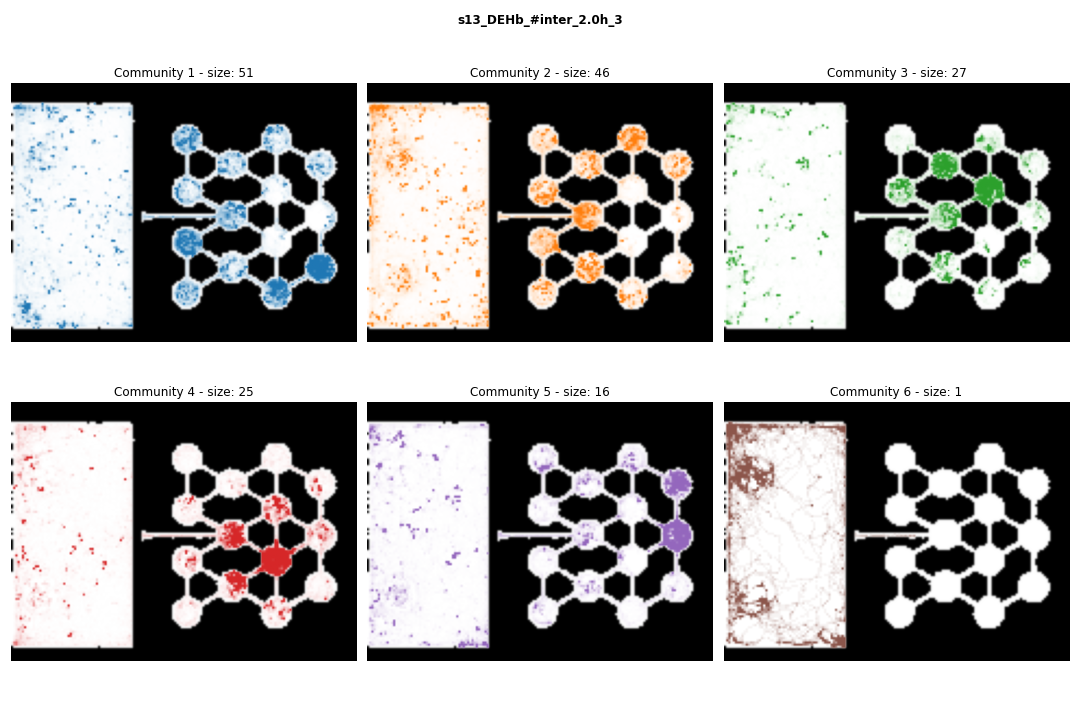 s13_DEHb_#inter_2.0h_3
Community 1 - size: 51
Community 2 - size: 46
Community 3 - size: 27
Community 4 - size: 25
Community 5 - size: 16
Community 6 - size: 1